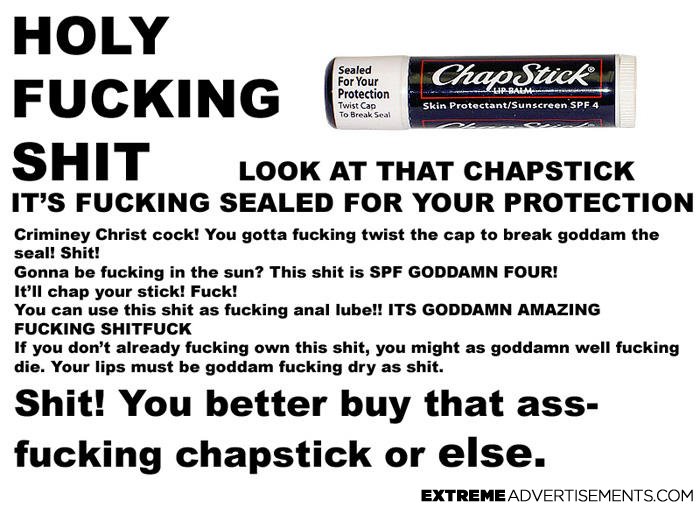 HOLY
FUCKING
SHIT
Sealed
For Your
Protection
Twist Cap
To Break Seal
ChapStick®
LIP BALM
Skin Protectant/Sunscreen SPF 4
LOOK AT THAT CHAPSTICK
IT'S FUCKING SEALED FOR YOUR PROTECTION
Criminey Christ cock! You gotta fucking twist the cap to break goddam the
seal! Shit!
Gonna be fucking in the sun? This shit is SPF GODDAMN FOUR!
It'll chap your stick! Fuck!
You can use this shit as fucking anal lube!! ITS GODDAMN AMAZING
FUCKING SHITFUCK
If you don't already fucking own this shit, you might as goddamn well fucking
die. Your lips must be goddam fucking dry as shit.
Shit! You better buy that ass-
fucking chapstick or else.
EXTREMEADVERTISEMENTS.COM